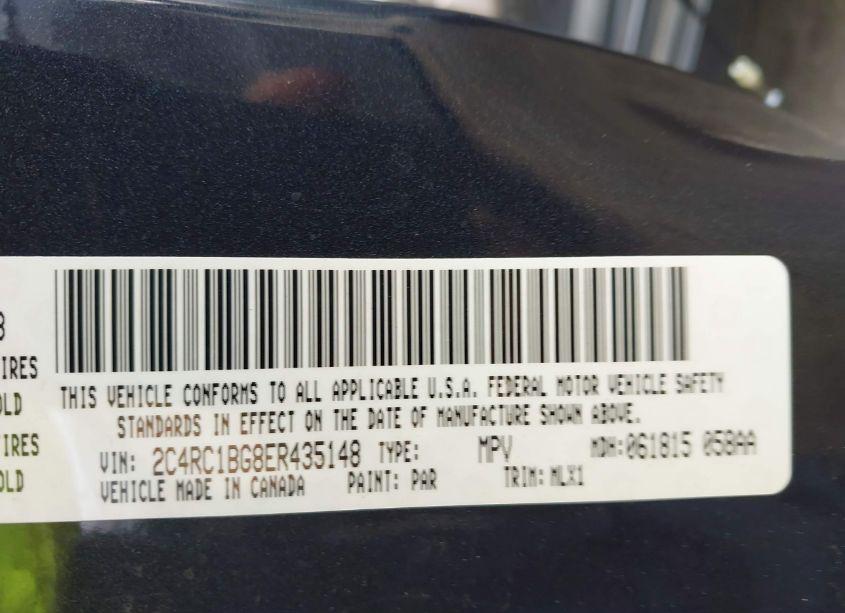 8
IRES
OLD
IRES
OLD
THIS VEHICLE CONFORMS TO ALL APPLICABLE U.S.A. FEDERAL MOTOR VEHICLE SAFETY
STANDARDS IN EFFECT ON THE DATE OF MANUFACTURE SHOWN ABOVE.
VIN: 2C4RC1BG8ER435148 TYPE: MPV MDH:061815 058AA
VEHICLE MADE IN CANADA PAINT: PAR TRIM: MLX1